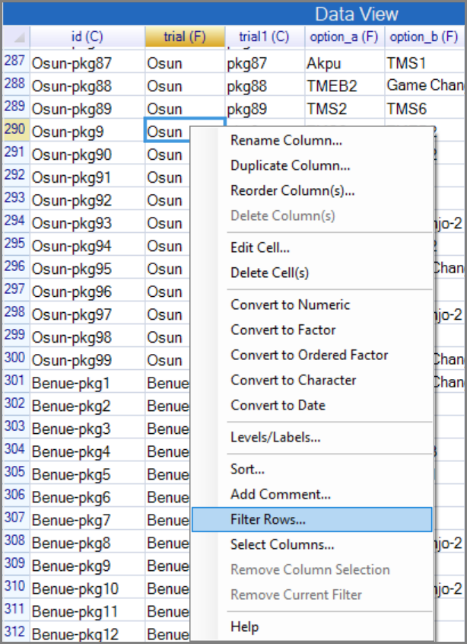 Data View
id (C) trial (F) trial1 (C) option_a (F) option_b (F)
287 Osun-pkg87 Osun pkg87 Akpu TMS1
288 Osun-pkg88 Osun pkg88 TMEB2 Game Chan
289 Osun-pkg89 Osun pkg89 TMS2 TMS6
290 Osun-pkg9 Osun 2
291 Osun-pkg90 Osun 2
292 Osun-pkg91 Osun
293 Osun-pkg92 Osun
294 Osun-pkg93 Osun jo-2
295 Osun-pkg94 Osun 2
296 Osun-pkg95 Osun Chan
297 Osun-pkg96 Osun
298 Osun-pkg97 Osun jo-2
299 Osun-pkg98 Osun
300 Osun-pkg99 Osun Chan
301 Benue-pkg1 Benue Chan
302 Benue-pkg2 Benue
303 Benue-pkg3 Benue
304 Benue-pkg4 Benue
305 Benue-pkg5 Benue
306 Benue-pkg6 Benue
307 Benue-pkg7 Benue
308 Benue-pkg8 Benue jo-2
309 Benue-pkg9 Benue
310 Benue-pkg10 Benue jo-2
311 Benue-pkg11 Benue
312 Benue-pkg12 Benue
Rename Column...
Duplicate Column...
Reorder Column(s)...
Delete Column(s)
Edit Cell...
Delete Cell(s)
Convert to Numeric
Convert to Factor
Convert to Ordered Factor
Convert to Character
Convert to Date
Levels/Labels...
Sort...
Add Comment...
Filter Rows...
Select Columns...
Remove Column Selection
Remove Current Filter
Help